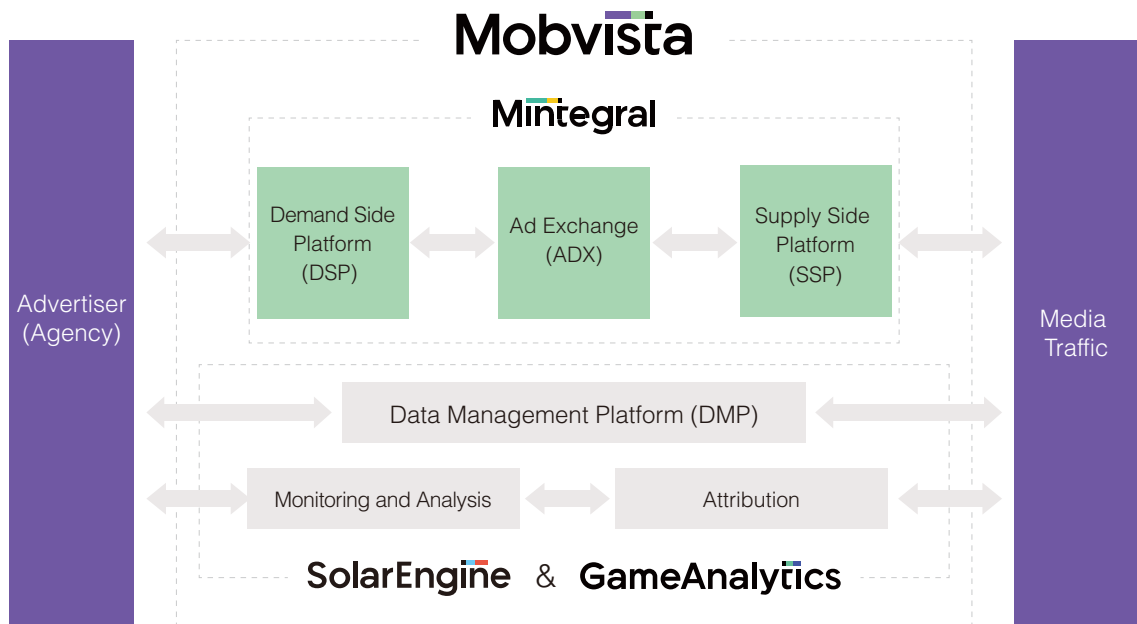 Mobvista
Mintegral
Demand Side
Platform
(DSP)
Ad Exchange
(ADX)
Supply Side
Platform
(SSP)
Advertiser
(Agency)
Media
Traffic
Data Management Platform (DMP)
Monitoring and Analysis
Attribution
SolarEngine & GameAnalytics